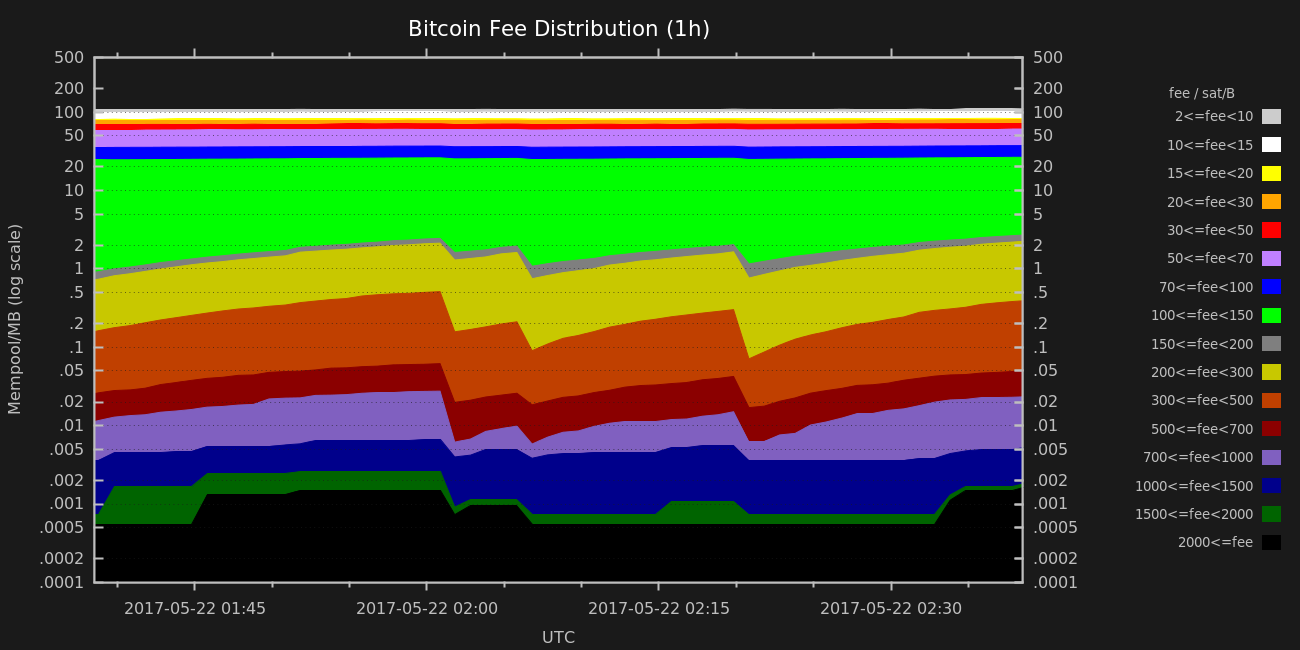 Bitcoin Fee Distribution (1h)
500
200
100
50
20
10
5
2
1
.5
.2
.1
.05
.02
.01
.005
.002
.001
.0005
.0002
.0001
Mempool/MB (log scale)
500
200
100
50
20
10
5
2
1
.5
.2
.1
.05
.02
.01
.005
.002
.001
.0005
.0002
.0001
2017-05-22 01:45
2017-05-22 02:00
2017-05-22 02:15
2017-05-22 02:30
UTC
fee / sat/B
2<=fee<10
10<=fee<15
15<=fee<20
20<=fee<30
30<=fee<50
50<=fee<70
70<=fee<100
100<=fee<150
150<=fee<200
200<=fee<300
300<=fee<500
500<=fee<700
700<=fee<1000
1000<=fee<1500
1500<=fee<2000
2000<=fee